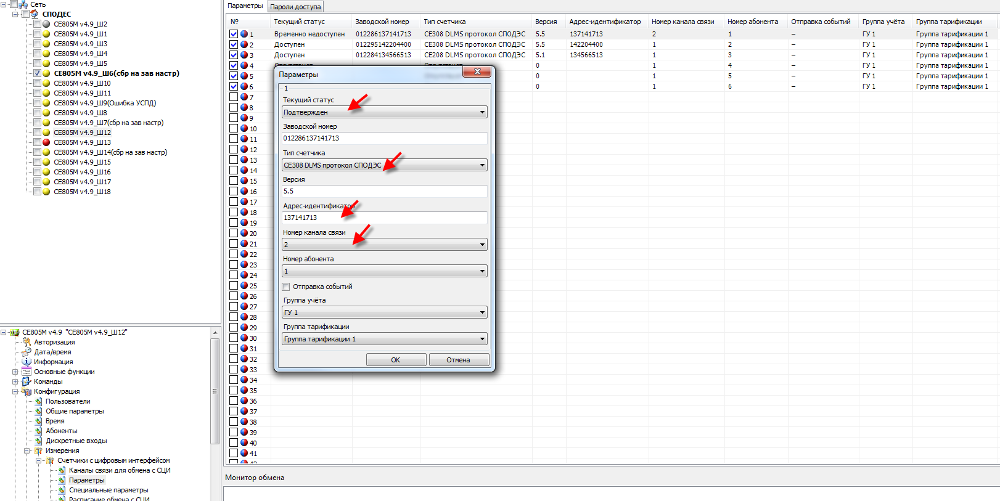 Сеть
СПОДЕС
CE805M v4.9_Ш2
CE805M v4.9_Ш1
CE805M v4.9_Ш3
CE805M v4.9_Ш4
CE805M v4.9_Ш5
CE805M v4.9_Ш6(сбр на зав настр)
CE805M v4.9_Ш10
CE805M v4.9_Ш11
CE805M v4.9_Ш9(Ошибка УСПД)
CE805M v4.9_Ш8
CE805M v4.9_Ш7(сбр на зав настр)
CE805M v4.9_Ш12
CE805M v4.9_Ш13
CE805M v4.9_Ш14(сбр на зав настр)
CE805M v4.9_Ш15
CE805M v4.9_Ш16
CE805M v4.9_Ш17
CE805M v4.9_Ш18
CE805M v4.9 "CE805M v4.9_Ш12"
Авторизация
Дата/время
Информация
Основные функции
Команды
Конфигурация
Пользователи
Общие параметры
Время
Абоненты
Дискретные входы
Измерения
Счетчики с цифровым интерфейсом
Каналы связи для обмена с СЦИ
Параметры
Специальные параметры
Расписание обмена с СЦИ
Параметры Пароли доступа
№ Текущий статус Заводской номер Тип счетчика Версия Адрес-идентификатор Номер канала связи Номер абонента Отправка событий Группа учёта Группа тарификации
1 Временно недоступен 012286137141713 CE308 DLMS протокол СПОДЭС 5.5 137141713 2 1 – ГУ 1 Группа тарификации 1
2 Доступен 012295142204400 CE308 DLMS протокол СПОДЭС 5.5 142204400 1 2 – ГУ 1 Группа тарификации 1
3 Доступен 012284134566513 CE208 DLMS протокол СПОДЭС 5.1 134566513 1 3 – ГУ 1 Группа тарификации 1
4 Отсутствует Отсутствует 0 1 4 – ГУ 1 Группа тарификации 1
5 0 1 5 – ГУ 1 Группа тарификации 1
6 0 1 6 – ГУ 1 Группа тарификации 1
7
8
9
10
11
12
13
14
15
16
17
18
19
20
21
22
23
24
25
26
27
28
29
30
31
32
33
34
35
36
37
38
39
40
41
42
Параметры
1
Текущий статус
Подтвержден
Заводской номер
012286137141713
Тип счетчика
CE308 DLMS протокол СПОДЭС
Версия
5.5
Адрес-идентификатор
137141713
Номер канала связи
2
Номер абонента
1
Отправка событий
Группа учёта
ГУ 1
Группа тарификации
Группа тарификации 1
OK Отмена
Монитор обмена